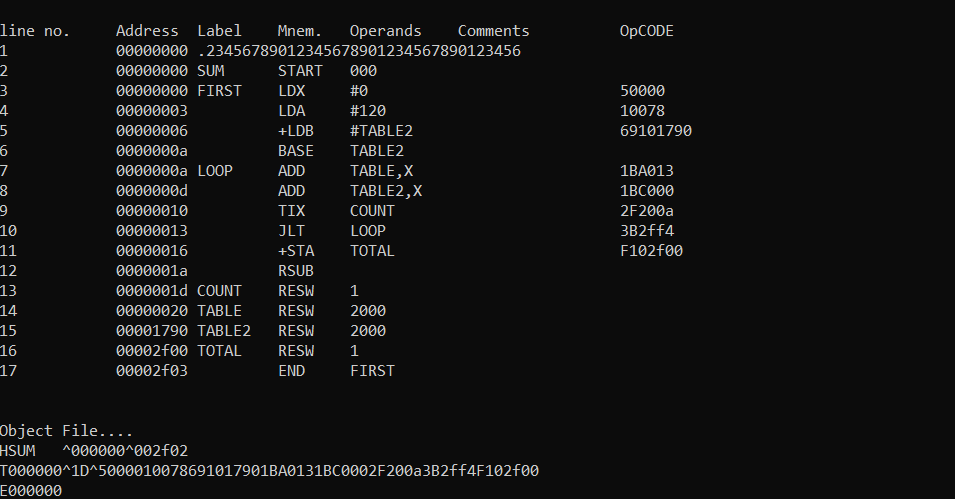 line no.     Address  Label    Mnem.   Operands    Comments          OpCODE
1            00000000 .23456789012345678901234567890123456
2            00000000 SUM      START   000
3            00000000 FIRST    LDX     #0                            50000
4            00000003          LDA     #120                          10078
5            00000006          +LDB    #TABLE2                       69101790
6            0000000a          BASE    TABLE2
7            0000000a LOOP     ADD     TABLE,X                       1BA013
8            0000000d          ADD     TABLE2,X                      1BC000
9            00000010          TIX     COUNT                         2F200a
10           00000013          JLT     LOOP                          3B2ff4
11           00000016          +STA    TOTAL                         F102f00
12           0000001a          RSUB
13           0000001d COUNT    RESW    1
14           00000020 TABLE    RESW    2000
15           00001790 TABLE2   RESW    2000
16           00002f00 TOTAL    RESW    1
17           00002f03          END     FIRST
Object File....
HSUM   ^000000^002f02
T000000^1D^5000010078691017901BA0131BC0002F200a3B2ff4F102f00
E000000